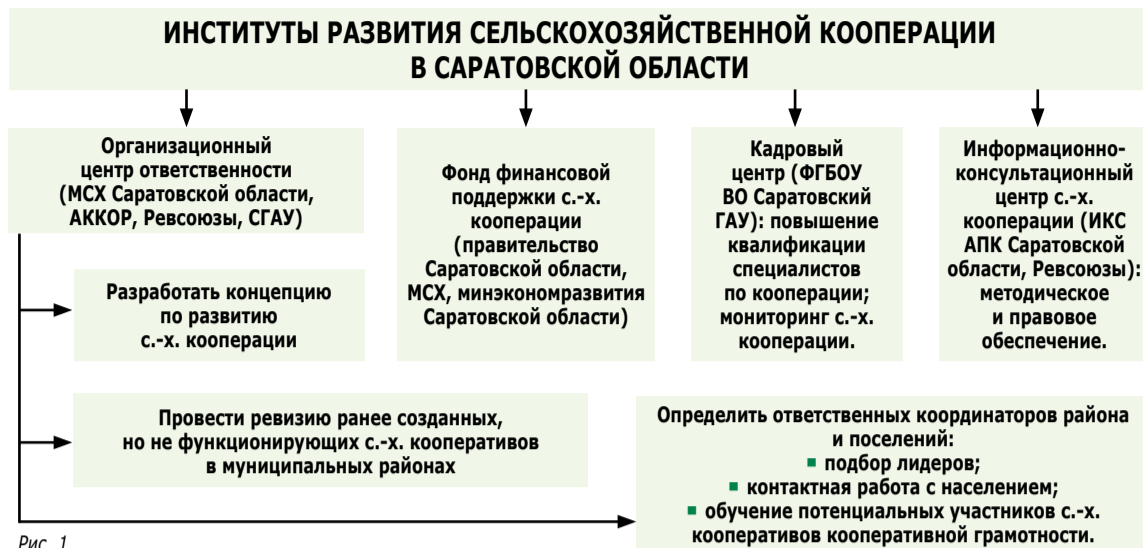 ИНСТИТУТЫ РАЗВИТИЯ СЕЛЬСКОХОЗЯЙСТВЕННОЙ КООПЕРАЦИИ
В САРАТОВСКОЙ ОБЛАСТИ
Организационный
центр ответственности
(МСХ Саратовской области,
АККОР, Ревсоюзы, СГАУ)
Фонд финансовой
поддержки с.-х.
кооперации
(правительство
Саратовской области,
МСХ, минэкономразвития
Саратовской области)
Кадровый
центр (ФГБОУ
ВО Саратовский
ГАУ): повышение
квалификации
специалистов
по кооперации;
мониторинг с.-х.
кооперации.
Информационно-
консультационный
центр с.-х.
кооперации (ИКС
АПК Саратовской
области, Ревсоюзы):
методическое
и правовое
обеспечение.
Разработать концепцию
по развитию
с.-х. кооперации
Провести ревизию ранее созданных,
но не функционирующих с.-х. кооперативов
в муниципальных районах
Определить ответственных координаторов района
и поселений:
▪ подбор лидеров;
▪ контактная работа с населением;
▪ обучение потенциальных участников с.-х.
кооперативов кооперативной грамотности.
Рис. 1